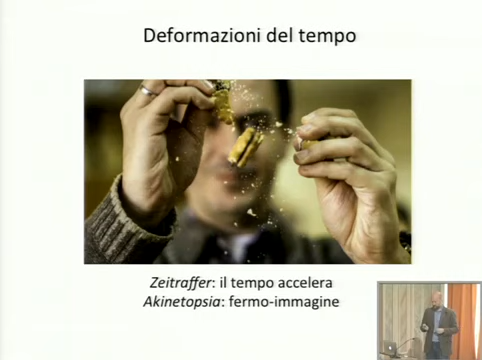 Deformazioni del tempo
Zeitraffer: il tempo accelera
Akinetopsia: fermo-immagine